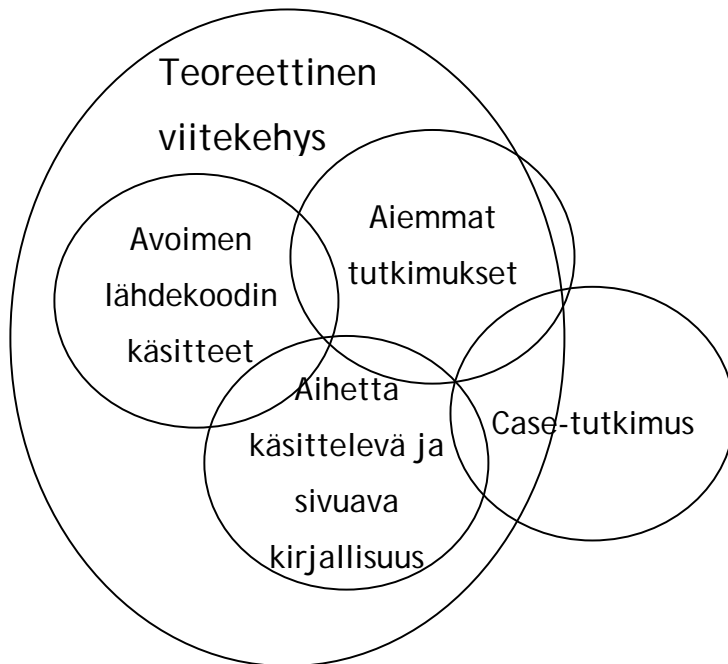 Teoreettinen
viitekehys
Avoimen
lähdekoodin
käsitteet
Aiemmat
tutkimukset
Aihetta
käsittelevä ja
sivuava
kirjallisuus
Case-tutkimus